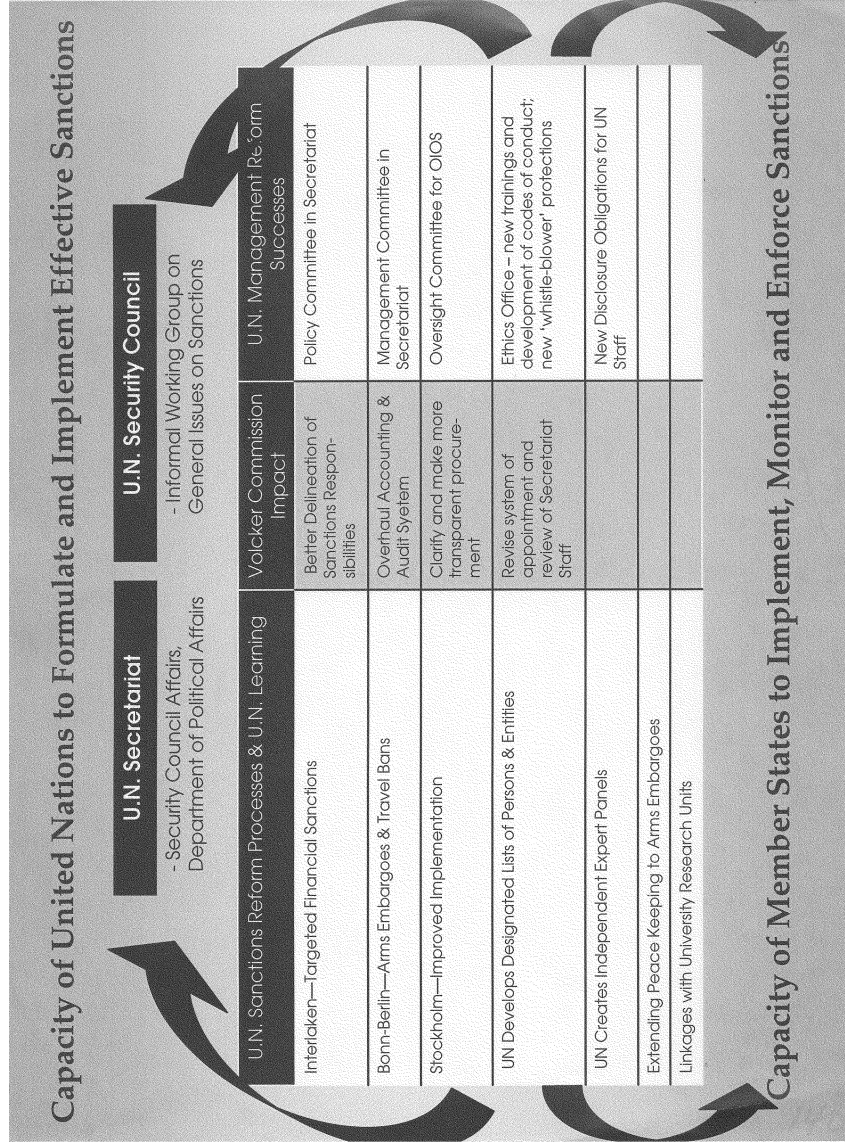 Capacity of United Nations to Formulate and Implement Effective Sanctions
U.N. Secretariat
- Security Council Affairs,
Department of Political Affairs
U.N. Security Council
- Informal Working Group on
General Issues on Sanctions
U.N. Sanctions Reform Processes & U.N. Learning
Volcker Commission
Impact
U.N. Management Reform
Successes
Interlaken—Targeted Financial Sanctions
Better Delineation of
Sanctions Respon-
sibilities
Policy Committee in Secretariat
Bonn-Berlin—Arms Embargoes & Travel Bans
Overhaul Accounting &
Audit Syetem
Management Committee in
Secretariat
Stockholm—Improved Implementation
Clarify and make more
transparent procure-
ment
Oversight Committee for OIOS
UN Develops Designated Lists of Persons & Entities
Revise system of
appointment and
review of Secretariat
Staff
Ethics Office – new trainings and
development of codes of conduct;
new 'whistle-blower' protections
UN Creates Independent Expert Panels
New Disclosure Obligations for UN
Staff
Extending Peace Keeping to Arms Embargoes
Linkages with University Research Units
Capacity of Member States to Implement, Monitor and Enforce Sanctions